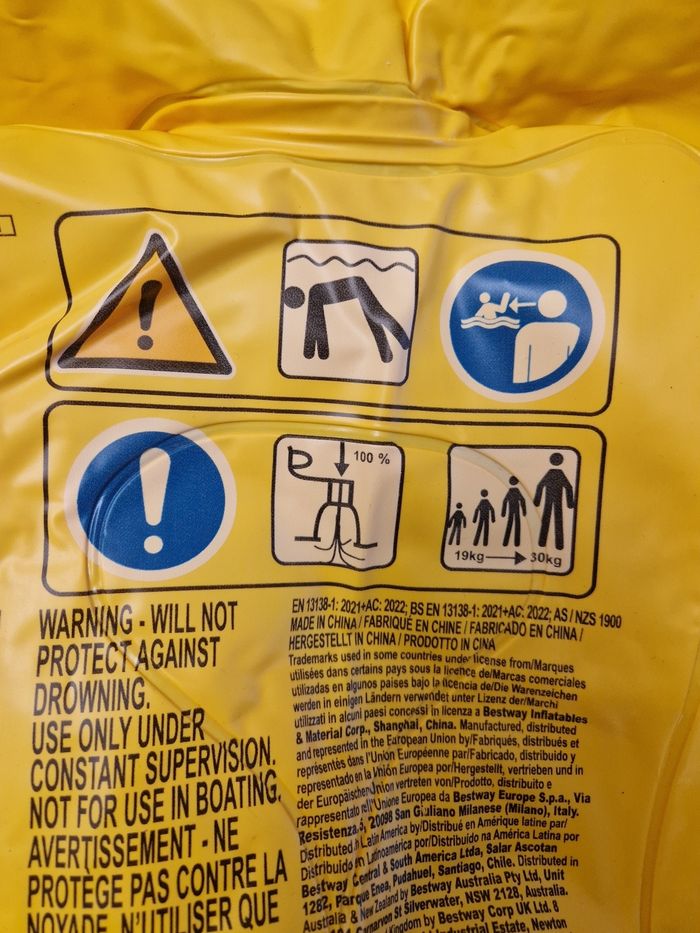 100 %
19kg 30kg
WARNING - WILL NOT
PROTECT AGAINST
DROWNING.
USE ONLY UNDER
CONSTANT SUPERVISION.
NOT FOR USE IN BOATING.
AVERTISSEMENT - NE
PROTÈGE PAS CONTRE LA
NOYADE. N'UTILISER QUE
EN 13138-1: 2021+AC: 2022; BS EN 13138-1: 2021+AC: 2022; AS / NZS 1900
MADE IN CHINA / FABRIQUÉ EN CHINE / FABRICADO EN CHINA /
HERGESTELLT IN CHINA / PRODOTTO IN CINA
Trademarks used in some countries under license from/Marques
utilisées dans certains pays sous la licence de/Marcas comerciales
utilizadas en algunos países bajo la licencia de/Die Warenzeichen
werden in einigen Ländern verwendet unter Lizenz der/Marchi
utilizzati in alcuni paesi concessi in licenza a Bestway Inflatables
& Material Corp., Shanghai, China. Manufactured, distributed
and represented in the European Union by/Fabriqués, distribués et
représentés dans l'Union Européenne par/Fabricado, distribuido y
representado en la Unión Europea por/Hergestellt, vertrieben und in
der Europäischen Union vertreten von/Prodotto, distribuito e
rappresentato nell'Unione Europea da Bestway Europe S.p.a., Via
Resistenza, 5, 20098 San Giuliano Milanese (Milano), Italy.
Distributed in Latin America by/Distribué en Amérique latine par/
Distribuido en Latinoamérica por/Distribuído na América Latina por
Bestway Central & South America Ltda, Salar Ascotan
1282, Parque Enea, Pudahuel, Santiago, Chile. Distributed in
Australia & New Zealand by Bestway Australia Pty Ltd, Unit
Carnarvon St Silverwater, NSW 2128, Australia.
Kingdom by Bestway Corp UK Ltd. 8
Industrial Estate, Newton